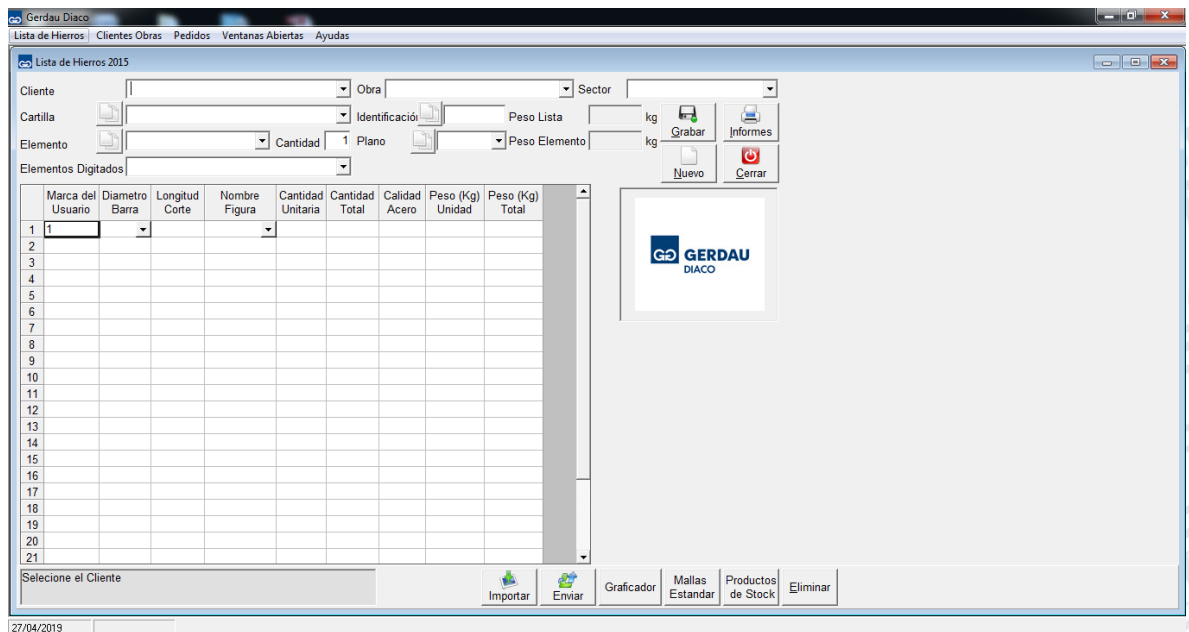 Gerdau Diaco
Lista de Hierros Clientes Obras Pedidos Ventanas Abiertas Ayudas
Lista de Hierros 2015
Cliente Obra Sector
Cartilla Identificación Peso Lista kg
Elemento Cantidad 1 Plano Peso Elemento kg
Elementos Digitados
Grabar Informes
Nuevo Cerrar
Marca del Diametro Longitud Nombre Cantidad Cantidad Calidad Peso (Kg) Peso (Kg)
Usuario Barra Corte Figura Unitaria Total Acero Unidad Total
1 1
2
3
4
5
6
7
8
9
10
11
12
13
14
15
16
17
18
19
20
21
GERDAU
DIACO
Selecione el Cliente
Importar Enviar Graficador Mallas Estandar Productos de Stock Eliminar
27/04/2019